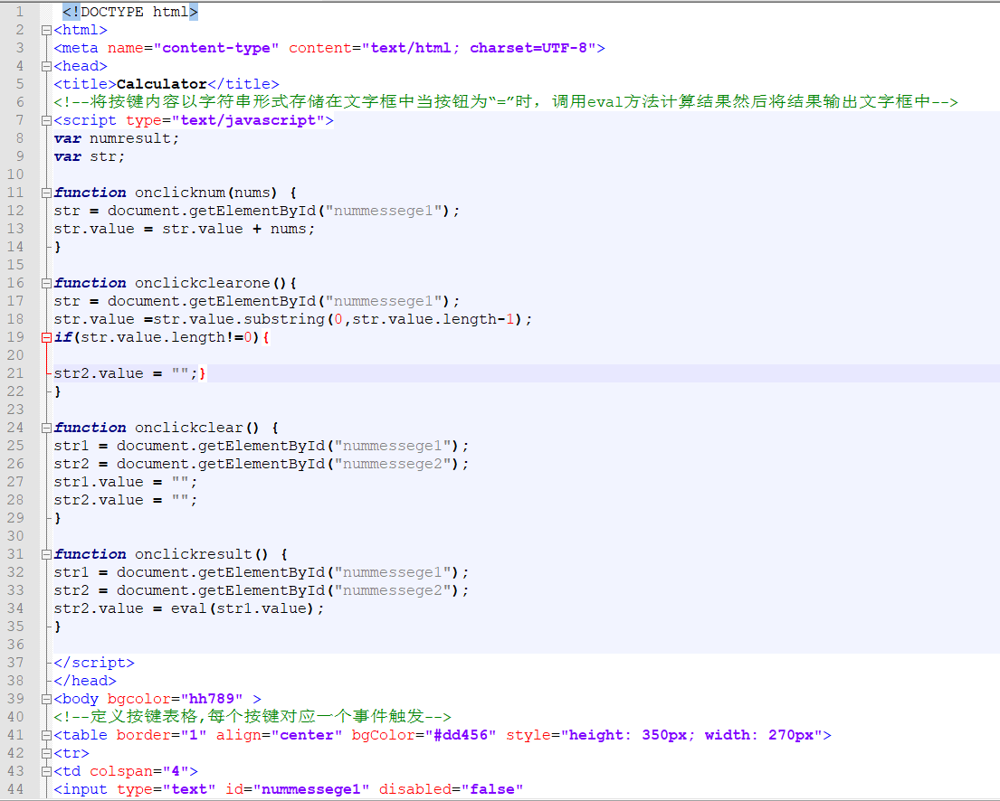 1 <!DOCTYPE html>
2 <html>
3 <meta name="content-type" content="text/html; charset=UTF-8">
4 <head>
5 <title>Calculator</title>
6 <!--将按键内容以字符串形式存储在文字框中当按钮为“=”时，调用eval方法计算结果然后将结果输出文字框中-->
7 <script type="text/javascript">
8 var numresult;
9 var str;
10
11 function onclicknum(nums) {
12 str = document.getElementById("nummessege1");
13 str.value = str.value + nums;
14 }
15
16 function onclickclearone(){
17 str = document.getElementById("nummessege1");
18 str.value =str.value.substring(0,str.value.length-1);
19 if(str.value.length!=0){
20
21 str2.value = "";}
22 }
23
24 function onclickclear() {
25 str1 = document.getElementById("nummessege1");
26 str2 = document.getElementById("nummessege2");
27 str1.value = "";
28 str2.value = "";
29 }
30
31 function onclickresult() {
32 str1 = document.getElementById("nummessege1");
33 str2 = document.getElementById("nummessege2");
34 str2.value = eval(str1.value);
35 }
36
37 </script>
38 </head>
39 <body bgcolor="hh789" >
40 <!--定义按键表格,每个按键对应一个事件触发-->
41 <table border="1" align="center" bgColor="#dd456" style="height: 350px; width: 270px">
42 <tr>
43 <td colspan="4">
44 <input type="text" id="nummessege1" disabled="false"